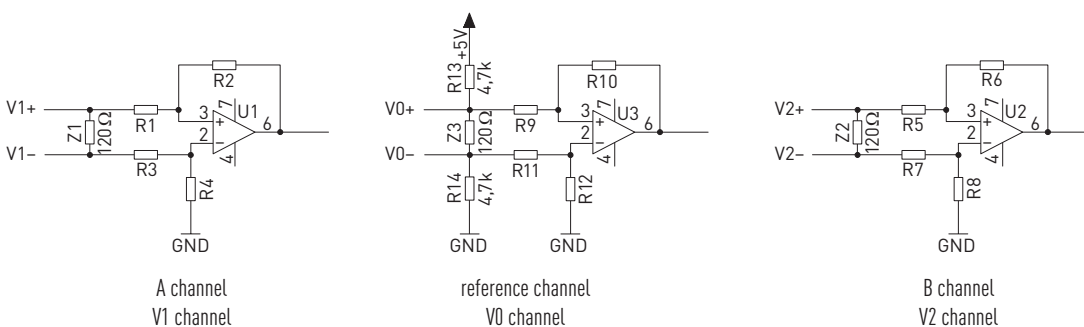 V1+
V1–
Z1
120Ω
R1
R3
R2
R4
3
2
7
4
6
U1
+
–
GND
A channel
V1 channel
+5V
R13
4,7k
V0+
V0–
Z3
120Ω
R14
4,7k
R9
R11
R10
R12
3
2
7
4
6
U3
+
–
GND
GND
reference channel
V0 channel
V2+
V2–
Z2
120Ω
R5
R7
R6
R8
3
2
7
4
6
U2
+
–
GND
B channel
V2 channel